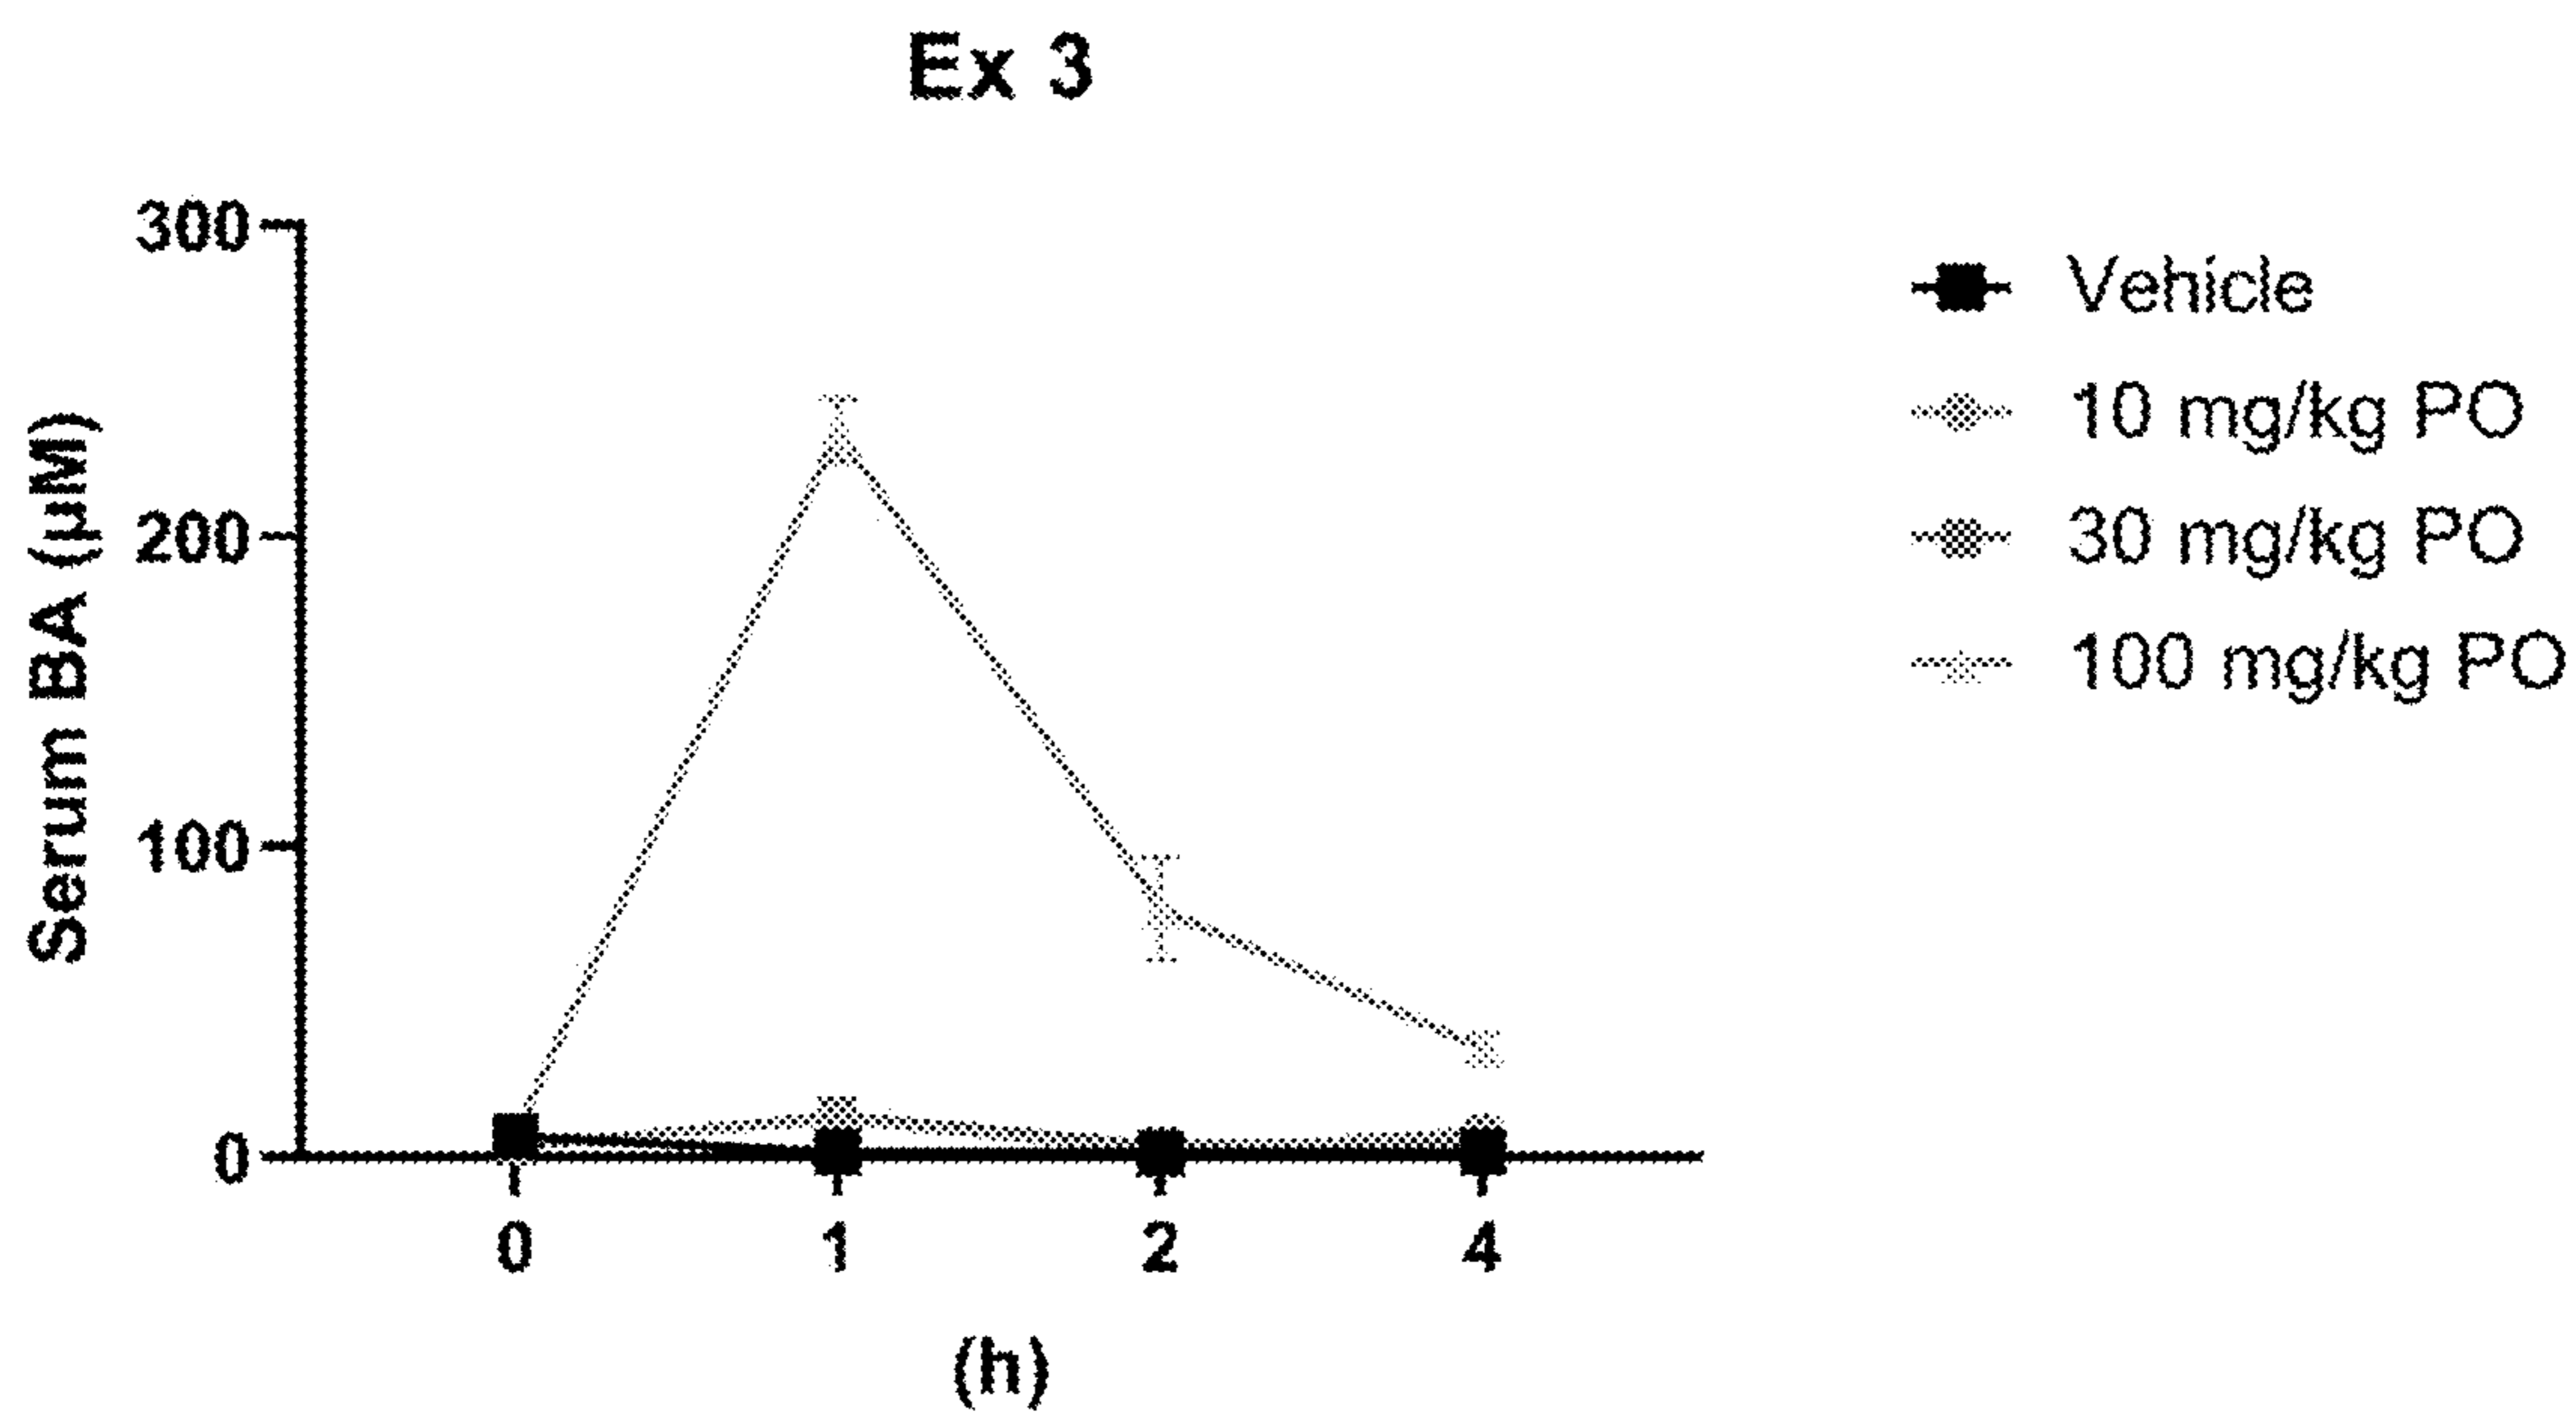 Ex 3
300
200
100
0
Serum BA (µM)
0 1 2 4
(h)
Vehicle
10 mg/kg PO
30 mg/kg PO
100 mg/kg PO